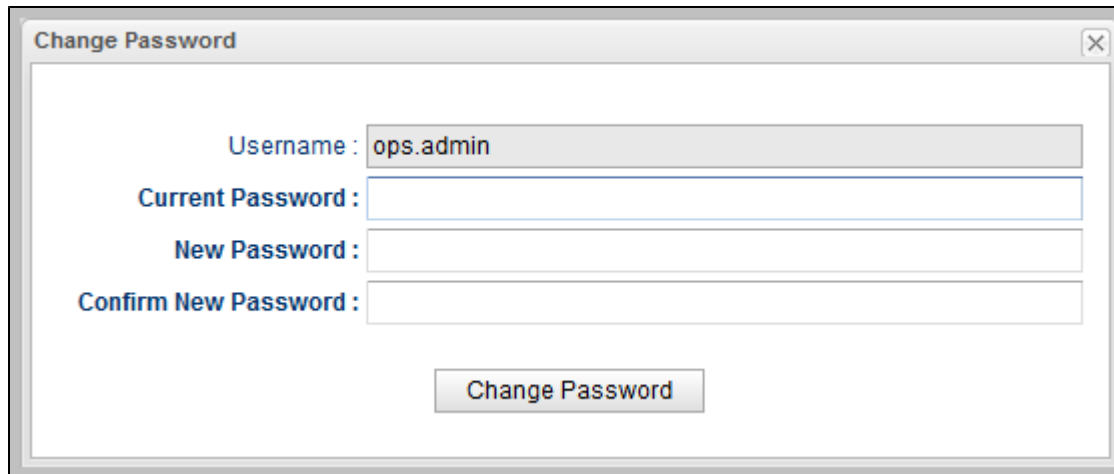 Change Password
Username : ops.admin
Current Password :
New Password :
Confirm New Password :
Change Password